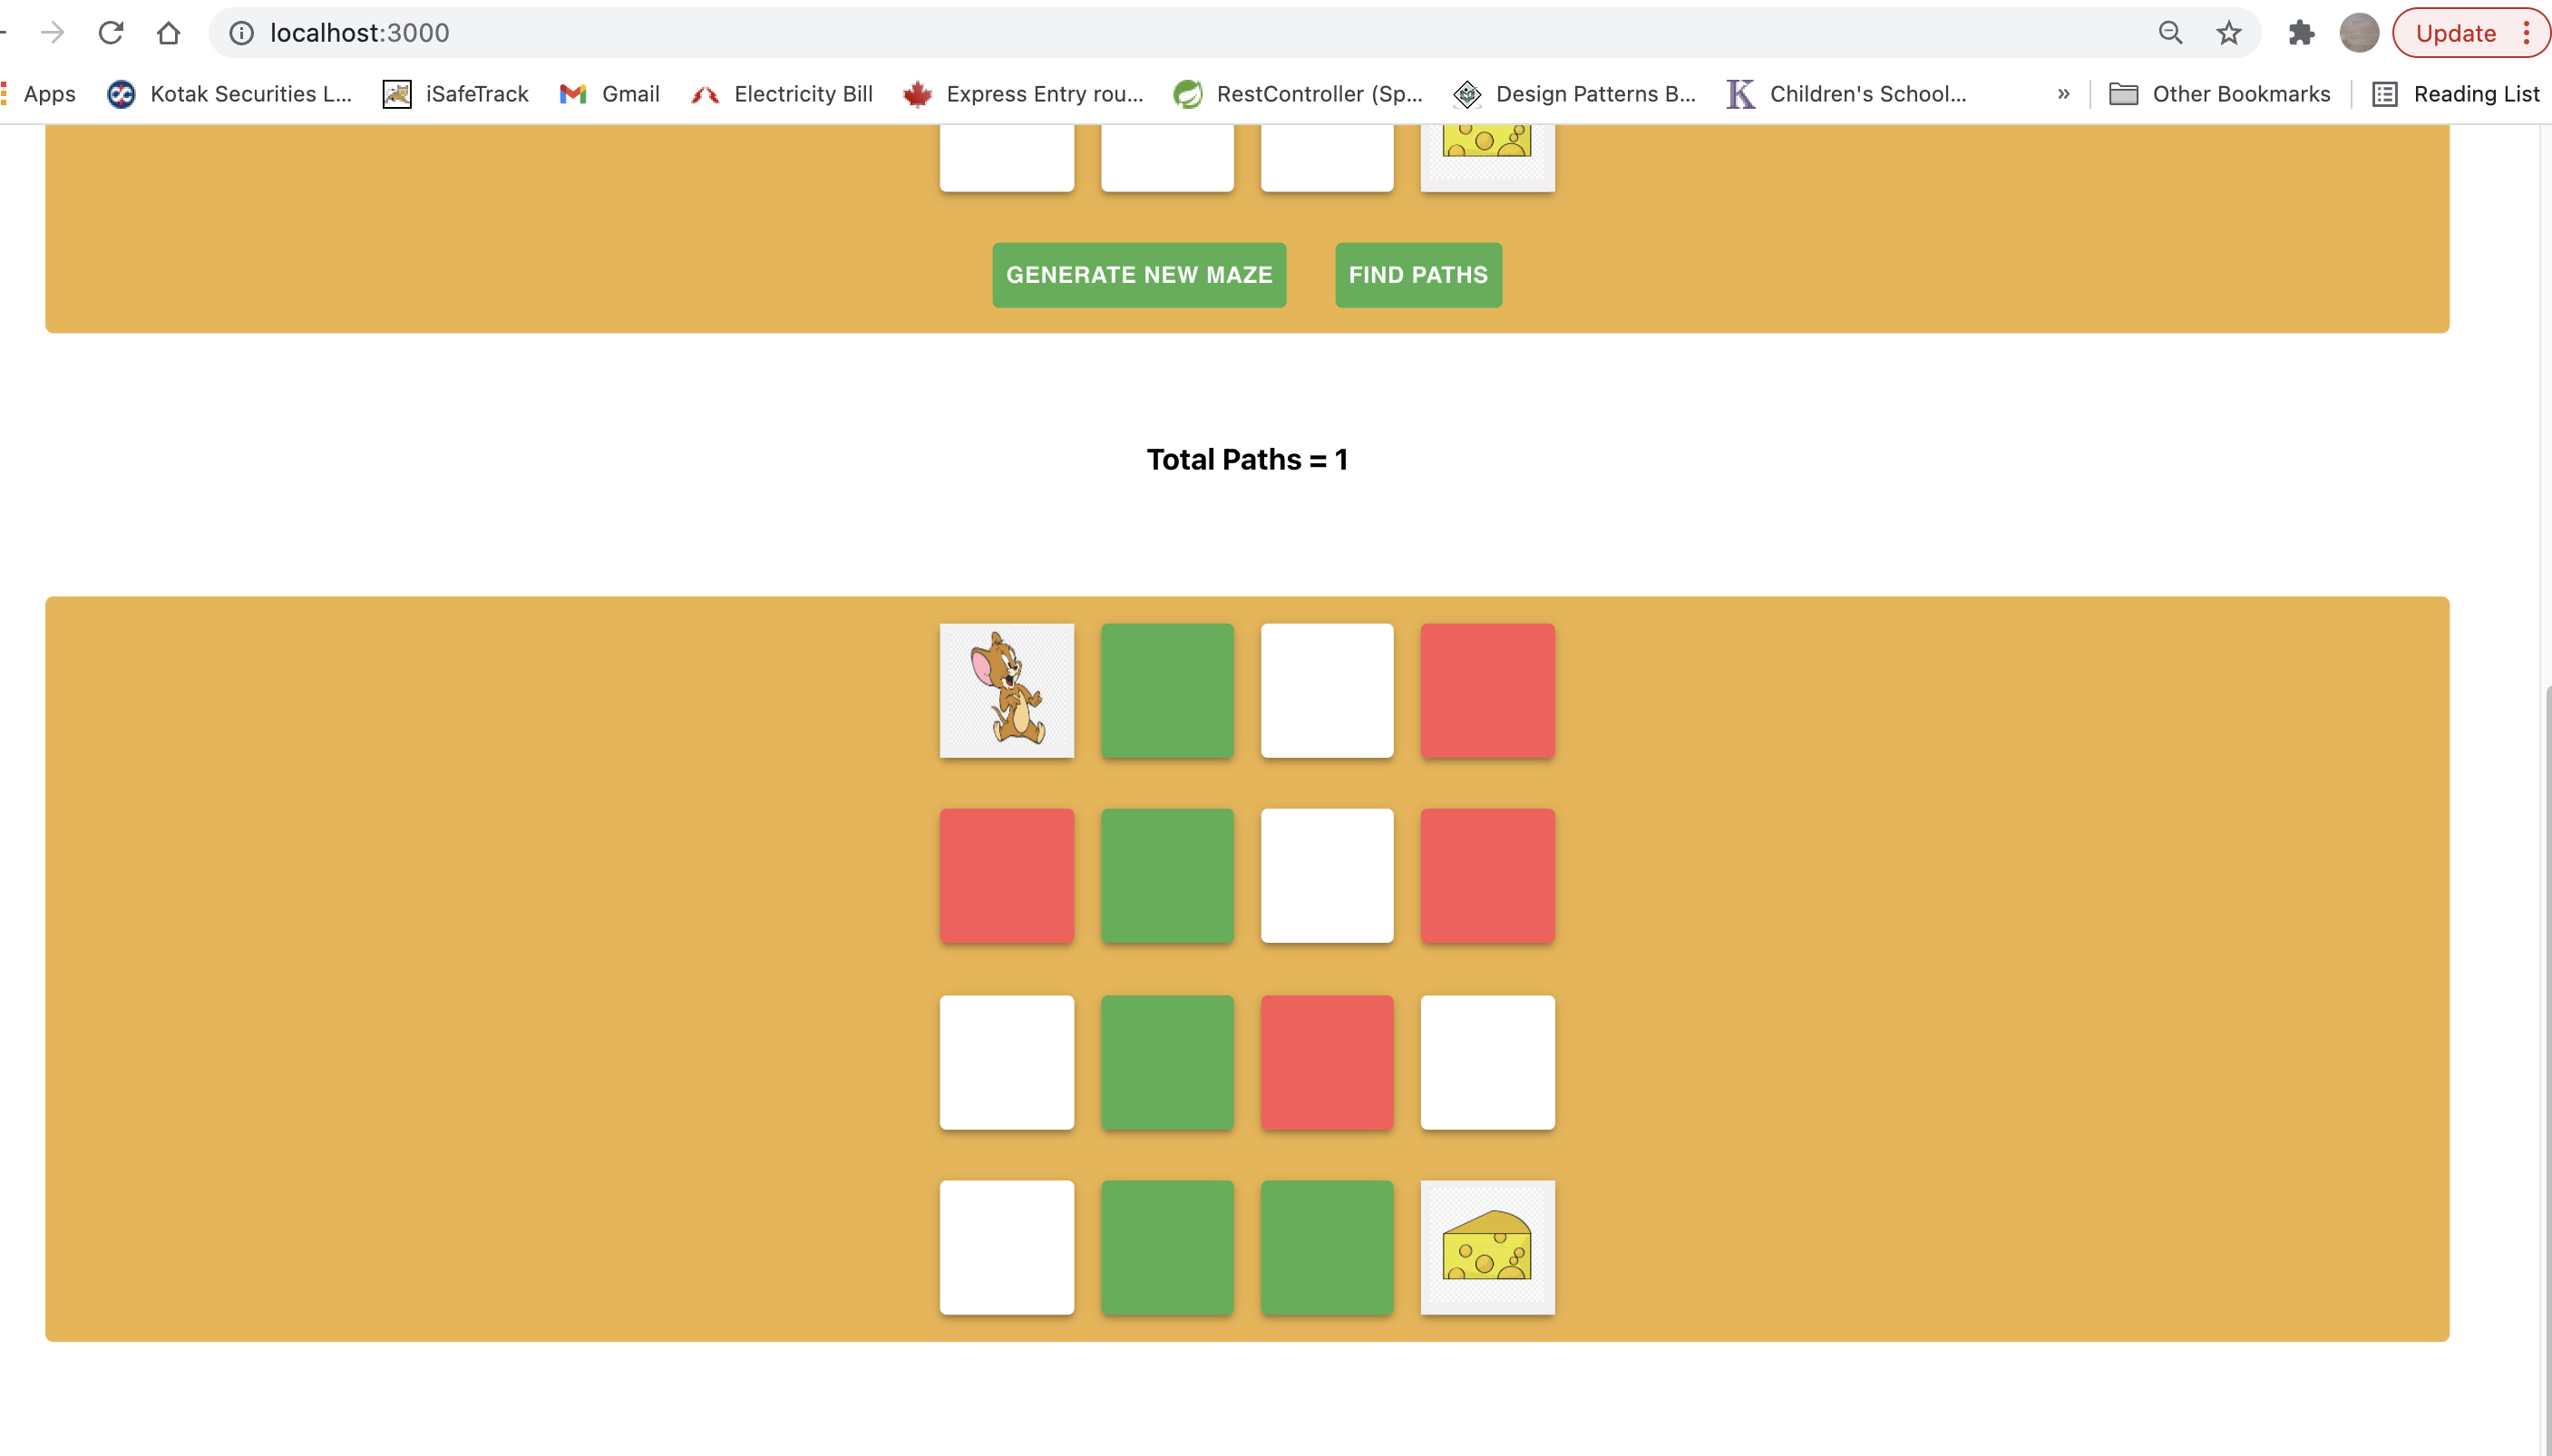 localhost:3000
Update
Apps Kotak Securities L... iSafeTrack Gmail Electricity Bill Express Entry rou... RestController (Sp... Design Patterns B... K Children's School... » Other Bookmarks Reading List
GENERATE NEW MAZE FIND PATHS
Total Paths = 1